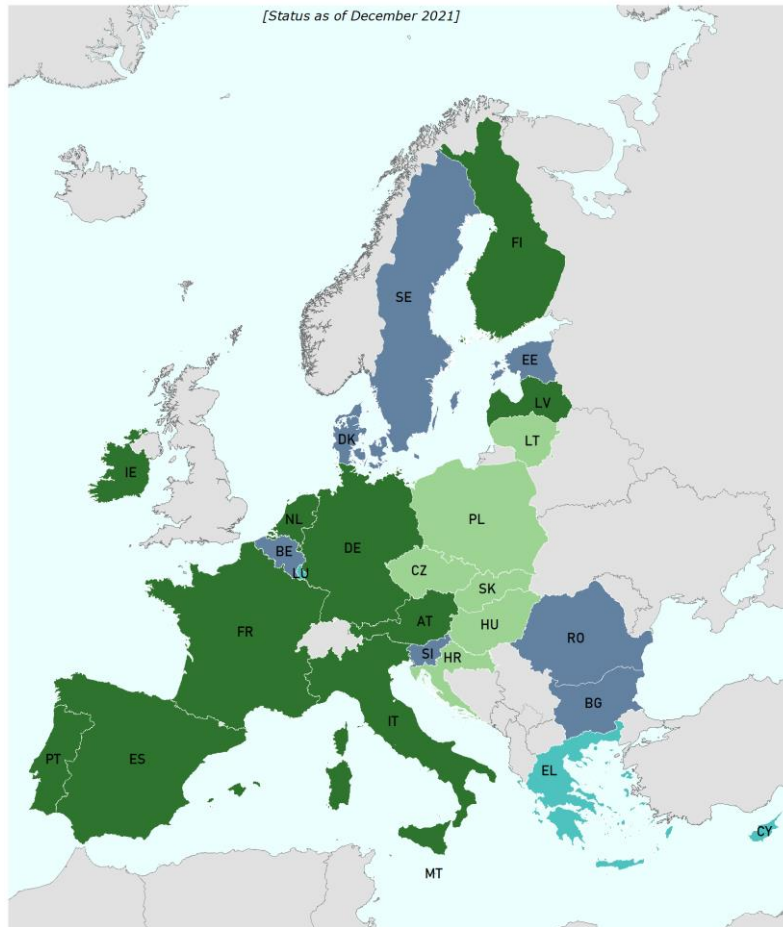 [Status as of December 2021]
FI
SE
EE
LV
DK
LT
IE
NL
PL
BE
DE
LU
CZ
SK
AT
HU
FR
RO
SI
HR
BG
IT
PT
ES
EL
CY
MT